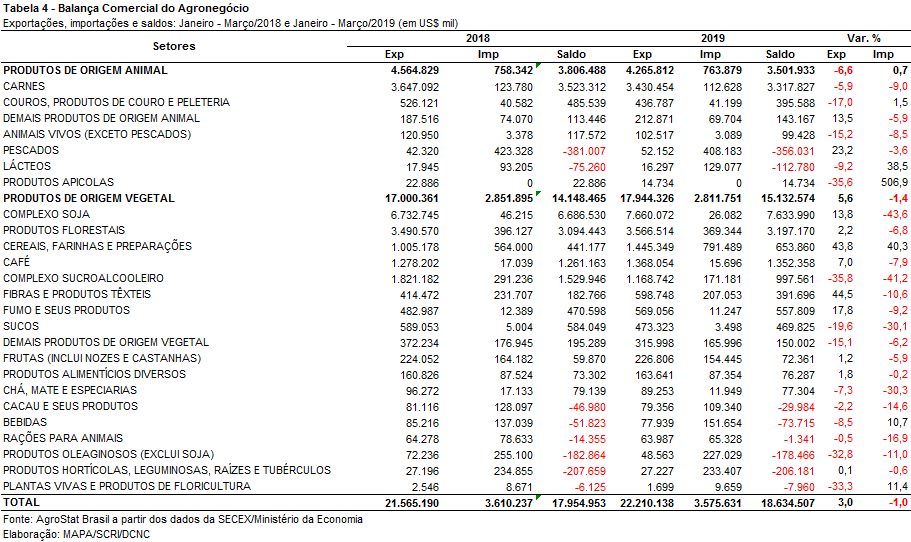 Tabela 4 - Balança Comercial do Agronegócio
Exportações, importações e saldos: Janeiro - Março/2018 e Janeiro - Março/2019 (em US$ mil)
Setores 2018 2019 Var. %
Exp Imp Saldo Exp Imp Saldo Exp Imp
PRODUTOS DE ORIGEM ANIMAL 4.564.829 758.342 3.806.488 4.265.812 763.879 3.501.933 -6,6 0,7
CARNES 3.647.092 123.780 3.523.312 3.430.454 112.628 3.317.827 -5,9 -9,0
COUROS, PRODUTOS DE COURO E PELETERIA 526.121 40.582 485.539 436.787 41.199 395.588 -17,0 1,5
DEMAIS PRODUTOS DE ORIGEM ANIMAL 187.516 74.070 113.446 212.871 69.704 143.167 13,5 -5,9
ANIMAIS VIVOS (EXCETO PESCADOS) 120.950 3.378 117.572 102.517 3.089 99.428 -15,2 -8,5
PESCADOS 42.320 423.328 -381.007 52.152 408.183 -356.031 23,2 -3,6
LÁCTEOS 17.945 93.205 -75.260 16.297 129.077 -112.780 -9,2 38,5
PRODUTOS APICOLAS 22.886 0 22.886 14.734 0 14.734 -35,6 506,9
PRODUTOS DE ORIGEM VEGETAL 17.000.361 2.851.895 14.148.465 17.944.326 2.811.751 15.132.574 5,6 -1,4
COMPLEXO SOJA 6.732.745 46.215 6.686.530 7.660.072 26.082 7.633.990 13,8 -43,6
PRODUTOS FLORESTAIS 3.490.570 396.127 3.094.443 3.566.514 369.344 3.197.170 2,2 -6,8
CEREAIS, FARINHAS E PREPARAÇÕES 1.005.178 564.000 441.177 1.445.349 791.489 653.860 43,8 40,3
CAFÉ 1.278.202 17.039 1.261.163 1.368.054 15.696 1.352.358 7,0 -7,9
COMPLEXO SUCROALCOOLEIRO 1.821.182 291.236 1.529.946 1.168.742 171.181 997.561 -35,8 -41,2
FIBRAS E PRODUTOS TÊXTEIS 414.472 231.707 182.766 598.748 207.053 391.696 44,5 -10,6
FUMO E SEUS PRODUTOS 482.987 12.389 470.598 569.056 11.247 557.809 17,8 -9,2
SUCOS 589.053 5.004 584.049 473.323 3.498 469.825 -19,6 -30,1
DEMAIS PRODUTOS DE ORIGEM VEGETAL 372.234 176.945 195.289 315.998 165.996 150.002 -15,1 -6,2
FRUTAS (INCLUI NOZES E CASTANHAS) 224.052 164.182 59.870 226.806 154.445 72.361 1,2 -5,9
PRODUTOS ALIMENTÍCIOS DIVERSOS 160.826 87.524 73.302 163.641 87.354 76.287 1,8 -0,2
CHÁ, MATE E ESPECIARIAS 96.272 17.133 79.139 89.253 11.949 77.304 -7,3 -30,3
CACAU E SEUS PRODUTOS 81.116 128.097 -46.980 79.356 109.340 -29.984 -2,2 -14,6
BEBIDAS 85.216 137.039 -51.823 77.939 151.654 -73.715 -8,5 10,7
RAÇÕES PARA ANIMAIS 64.278 78.633 -14.355 63.987 65.328 -1.341 -0,5 -16,9
PRODUTOS OLEAGINOSOS (EXCLUI SOJA) 72.236 255.100 -182.864 48.563 227.029 -178.466 -32,8 -11,0
PRODUTOS HORTÍCOLAS, LEGUMINOSAS, RAÍZES E TUBÉRCULOS 27.196 234.855 -207.659 27.227 233.407 -206.181 0,1 -0,6
PLANTAS VIVAS E PRODUTOS DE FLORICULTURA 2.546 8.671 -6.125 1.699 9.659 -7.960 -33,3 11,4
TOTAL 21.565.190 3.610.237 17.954.953 22.210.138 3.575.631 18.634.507 3,0 -1,0
Fonte: AgroStat Brasil a partir dos dados da SECEX/Ministério da Economia
Elaboração: MAPA/SCRI/DCNC